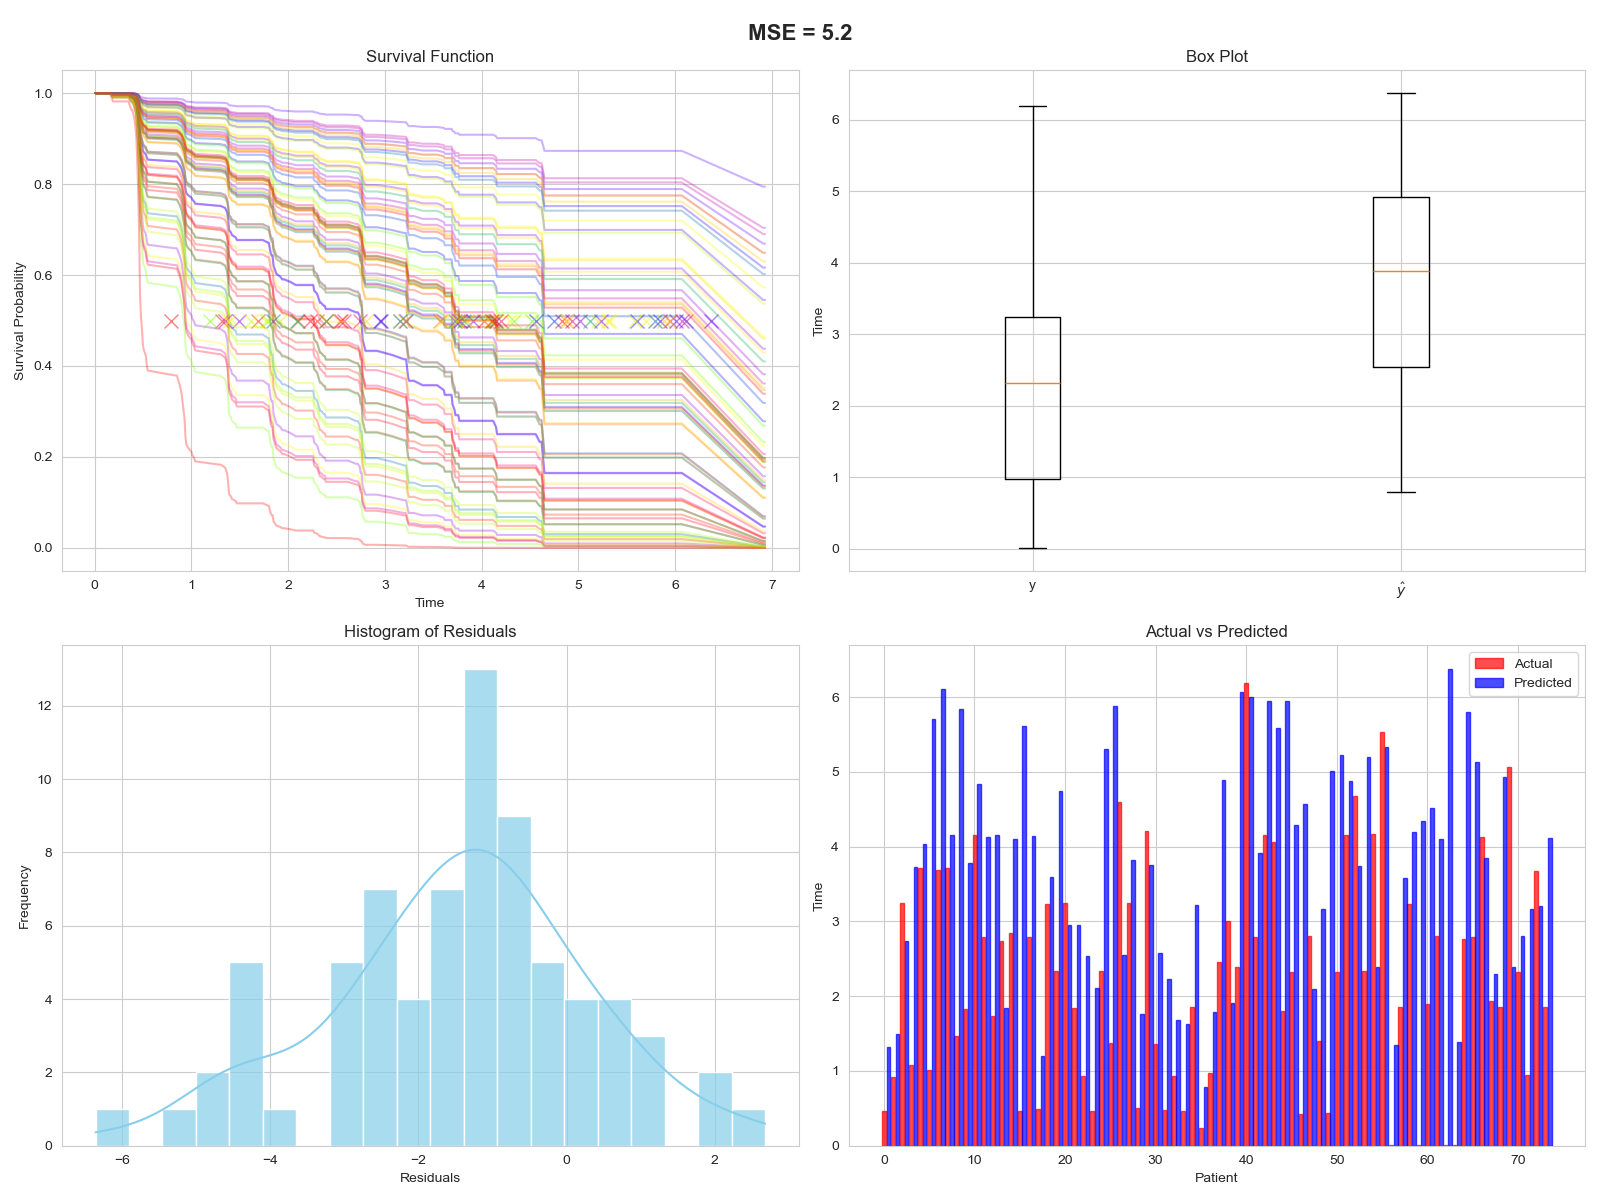 MSE = 5.2
Survival Function
Survival Probability
1.0
0.8
0.6
0.4
0.2
0.0
0 1 2 3 4 5 6 7
Time
Box Plot
Time
6
5
4
3
2
1
0
y ŷ
Histogram of Residuals
Frequency
12
10
8
6
4
2
0
−6 −4 −2 0 2
Residuals
Actual vs Predicted
Actual
Predicted
Time
6
5
4
3
2
1
0
0 10 20 30 40 50 60 70
Patient